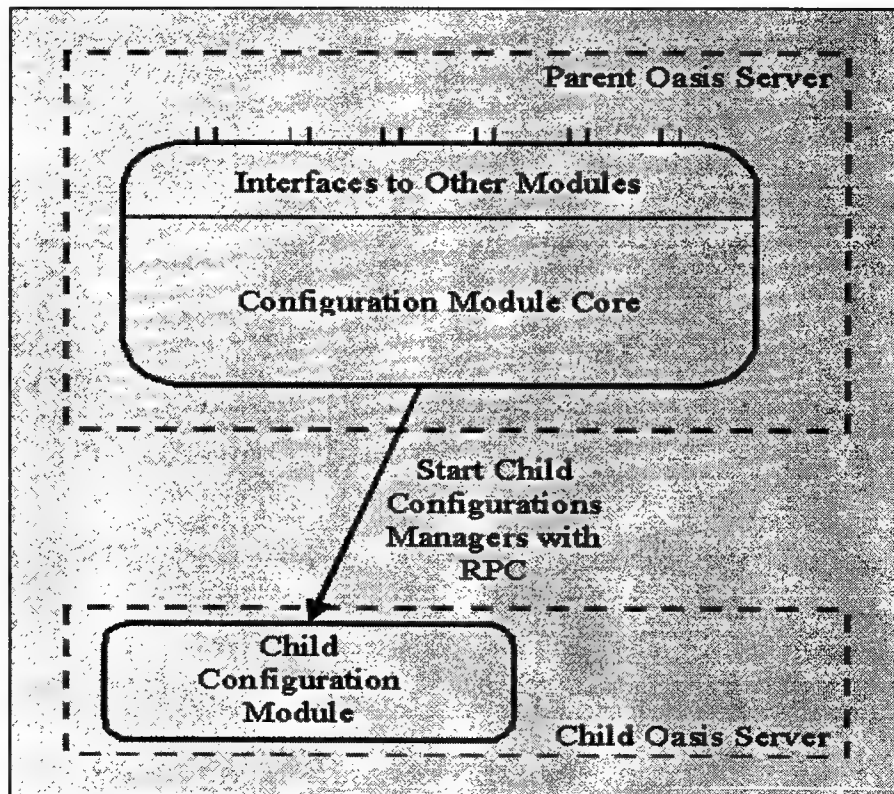 Parent Oasis Server
Interfaces to Other Modules
Configuration Module Core
Start Child
Configurations
Managers with
RPC
Child
Configuration
Module
Child Oasis Server